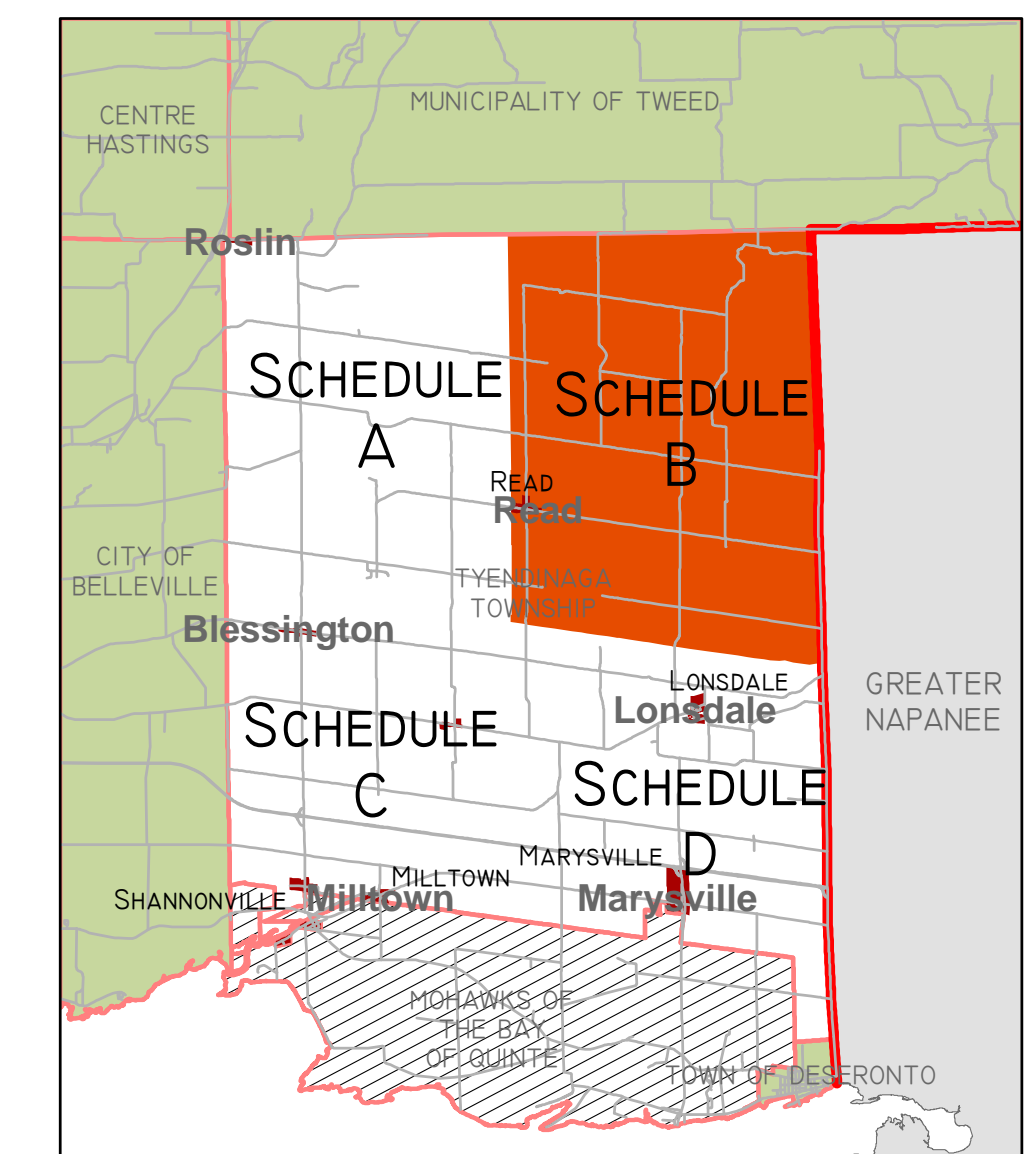 MUNICIPALITY OF TWEED
CENTRE
HASTINGS
Roslin
SCHEDULE
A
SCHEDULE
B
READ
Read
CITY OF
BELLEVILLE
TYENDINAGA
TOWNSHIP
Blessington
LONSDALE
Lonsdale
GREATER
NAPANEE
SCHEDULE
C
SCHEDULE
D
MARYSVILLE
Marysville
MILLTOWN
Milltown
SHANNONVILLE
MOHAWKS OF
THE BAY
OF QUINTE
TOWN OF DESERONTO